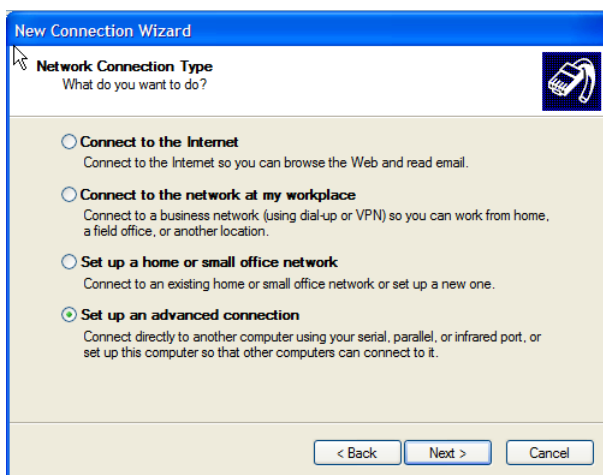 New Connection Wizard
Network Connection Type
What do you want to do?
Connect to the Internet
Connect to the Internet so you can browse the Web and read email.
Connect to the network at my workplace
Connect to a business network (using dial-up or VPN) so you can work from home,
a field office, or another location.
Set up a home or small office network
Connect to an existing home or small office network or set up a new one.
Set up an advanced connection
Connect directly to another computer using your serial, parallel, or infrared port, or
set up this computer so that other computers can connect to it.
< Back Next > Cancel